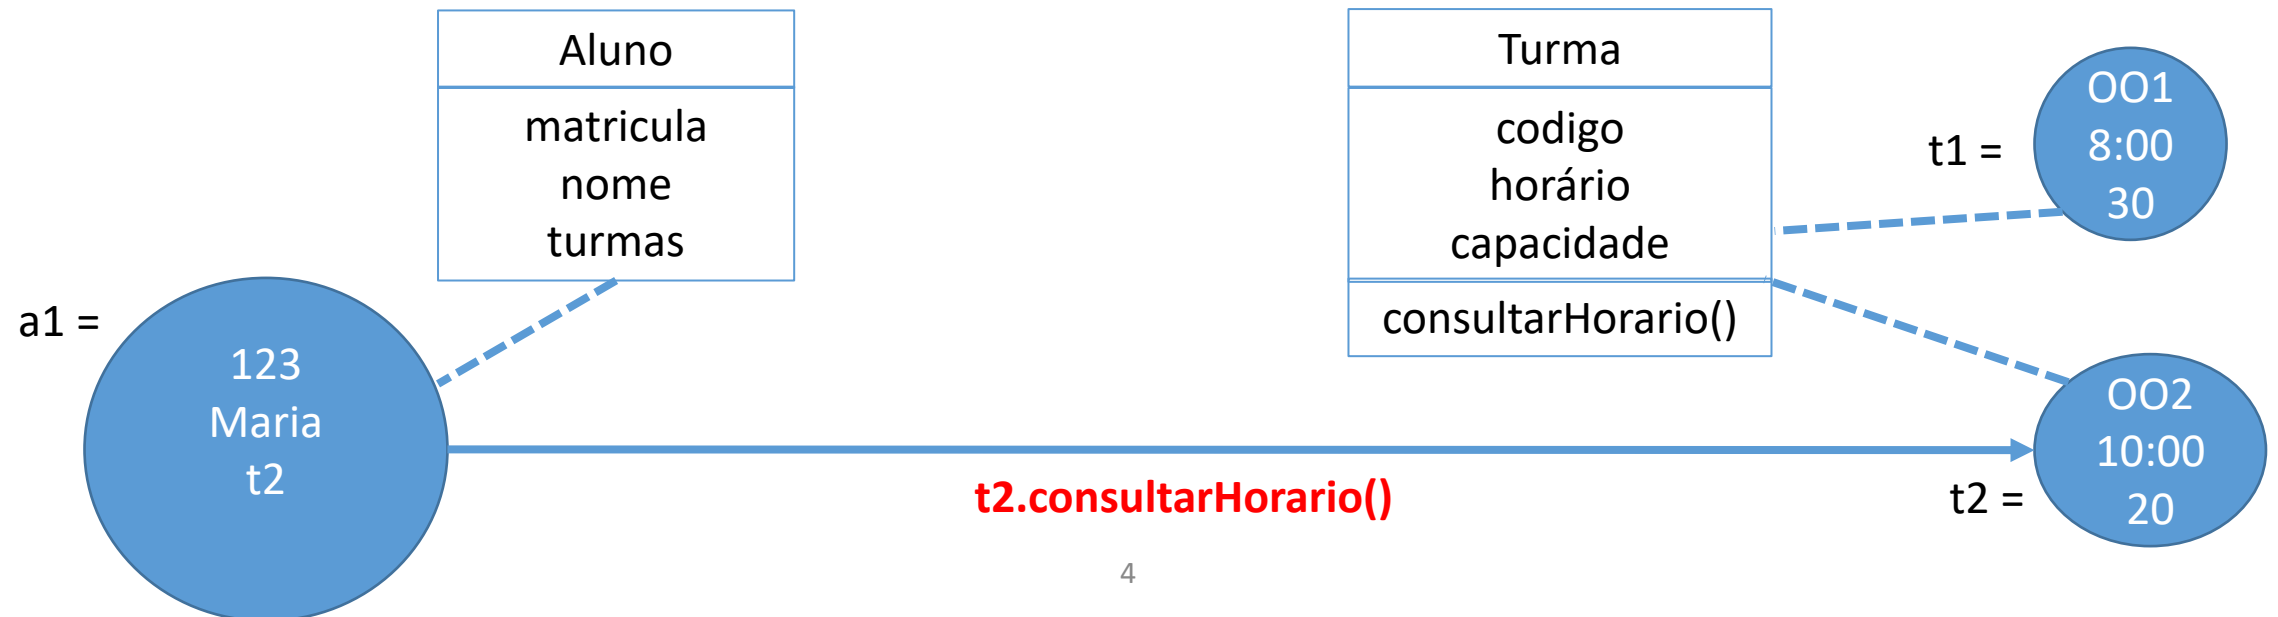 Aluno
matricula
nome
turmas
Turma
codigo
horário
capacidade
consultarHorario()
t1 =
OO1
8:00
30
a1 =
123
Maria
t2
t2.consultarHorario()
t2 =
OO2
10:00
20
4